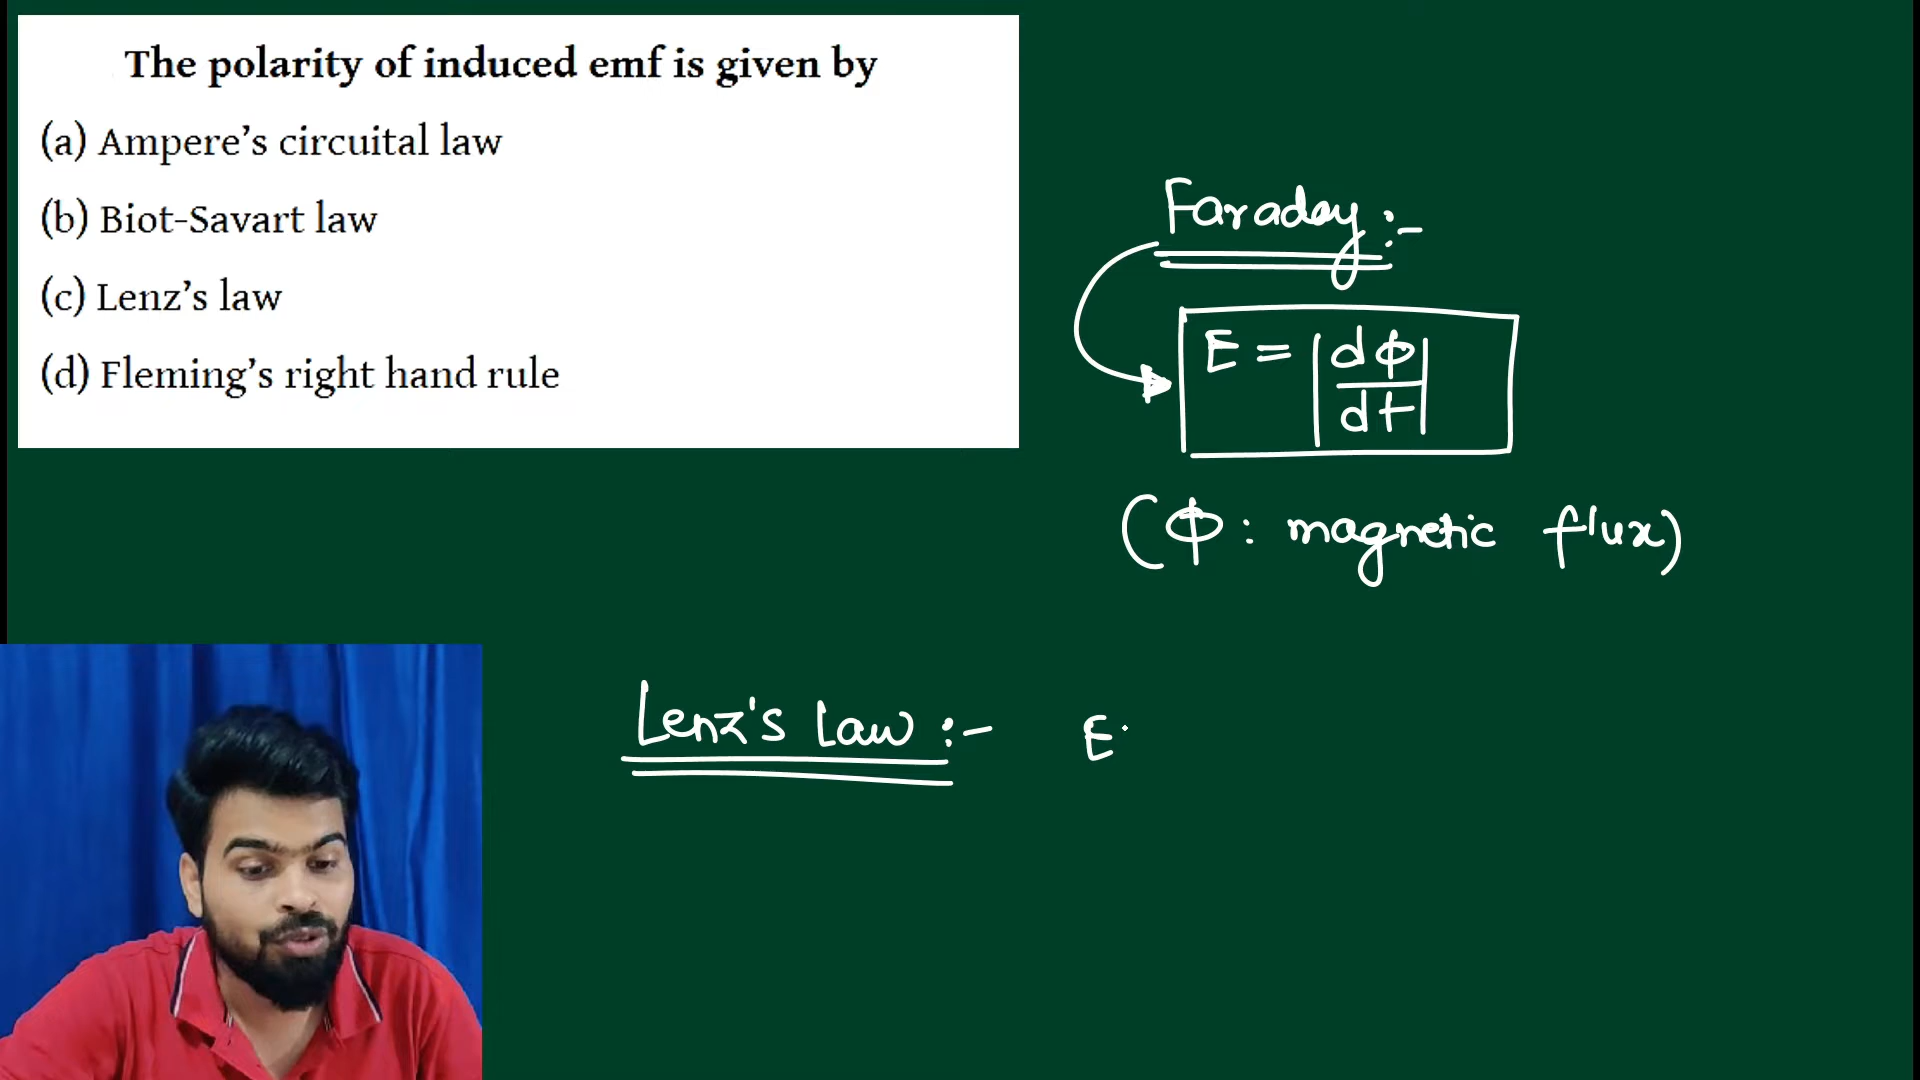 The polarity of induced emf is given by
(a) Ampere’s circuital law
(b) Biot-Savart law
(c) Lenz’s law
(d) Fleming’s right hand rule
Faraday :-
E = |dφ/dt|
(Φ : magnetic flux)
Lenz's Law :- E